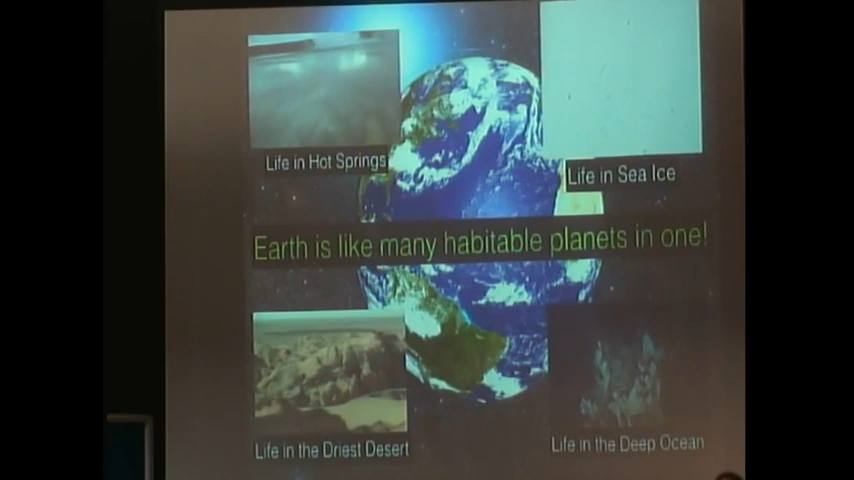 Life in Hot Springs
Life in Sea Ice
Earth is like many habitable planets in one!
Life in the Driest Desert
Life in the Deep Ocean